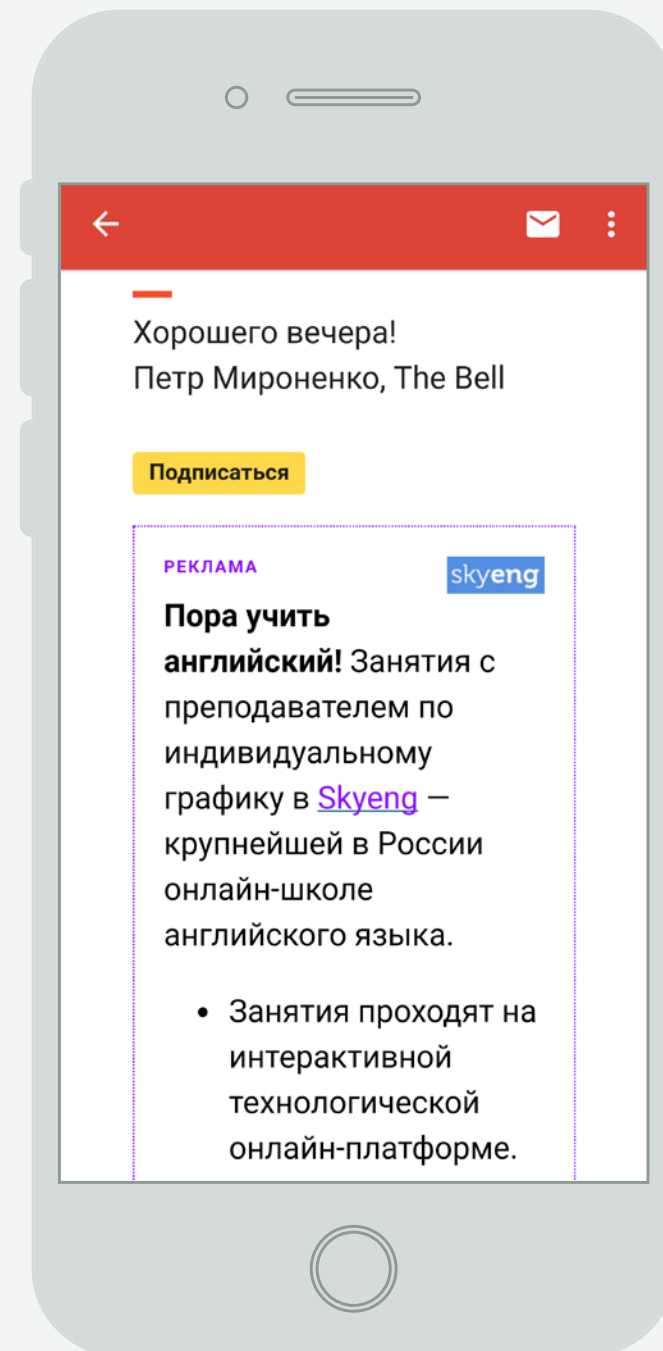 Хорошего вечера!
Петр Мироненко, The Bell
Подписаться
РЕКЛАМА
skyeng
Пора учить
английский! Занятия с
преподавателем по
индивидуальному
графику в Skyeng —
крупнейшей в России
онлайн-школе
английского языка.
• Занятия проходят на
интерактивной
технологической
онлайн-платформе.